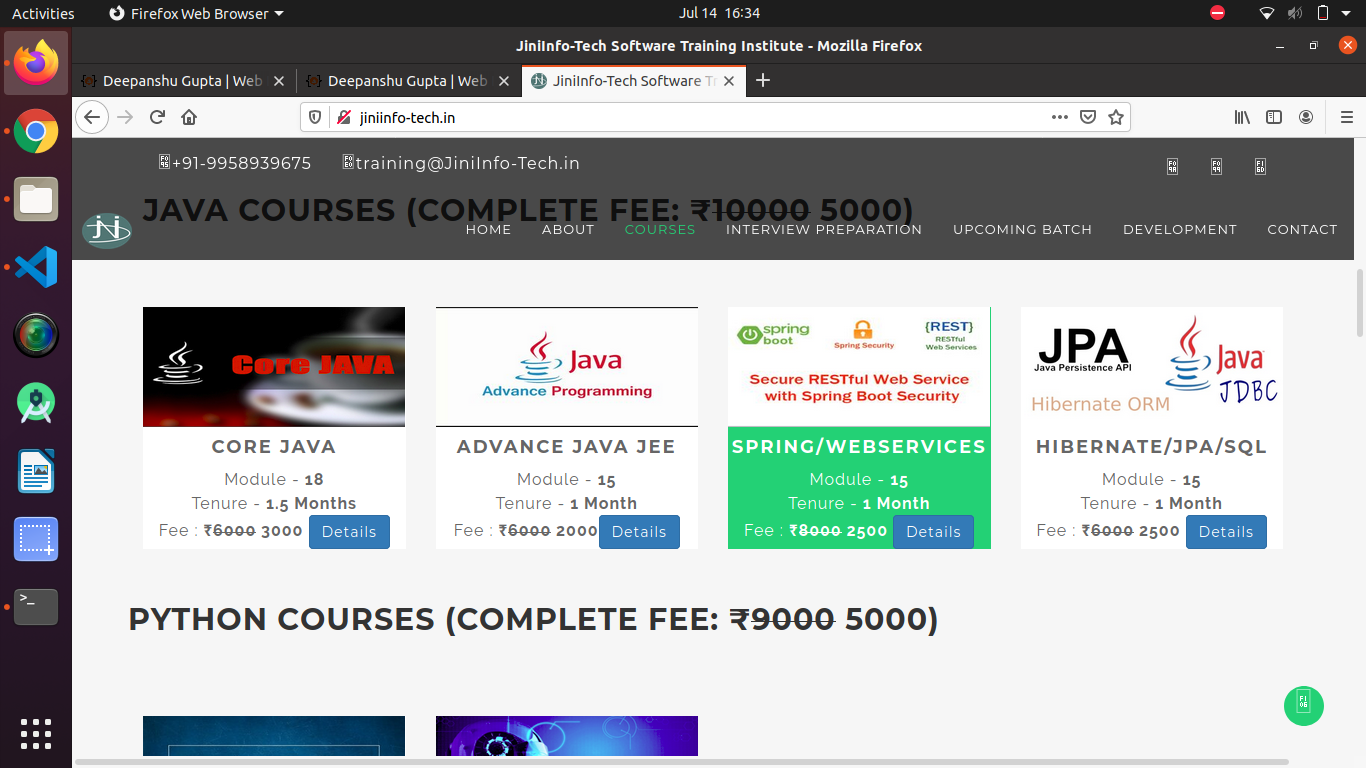 Activities Firefox Web Browser Jul 14 16:34
JiniInfo-Tech Software Training Institute - Mozilla Firefox
Deepanshu Gupta | Web Deepanshu Gupta | Web JiniInfo-Tech Software Tr
jiniinfo-tech.in
+91-9958939675 training@JiniInfo-Tech.in
JAVA COURSES (COMPLETE FEE: ₹10000 5000)
HOME ABOUT COURSES INTERVIEW PREPARATION UPCOMING BATCH DEVELOPMENT CONTACT
Core JAVA
Java
Advance Programming
spring boot
Spring Security
{REST}
RESTful
Web Services
Secure RESTful Web Service
with Spring Boot Security
JPA
Java Persistence API
Java
JDBC
Hibernate ORM
CORE JAVA
Module - 18
Tenure - 1.5 Months
Fee : ₹6000 3000 Details
ADVANCE JAVA JEE
Module - 15
Tenure - 1 Month
Fee : ₹6000 2000 Details
SPRING/WEBSERVICES
Module - 15
Tenure - 1 Month
Fee : ₹8000 2500 Details
HIBERNATE/JPA/SQL
Module - 15
Tenure - 1 Month
Fee : ₹6000 2500 Details
PYTHON COURSES (COMPLETE FEE: ₹9000 5000)